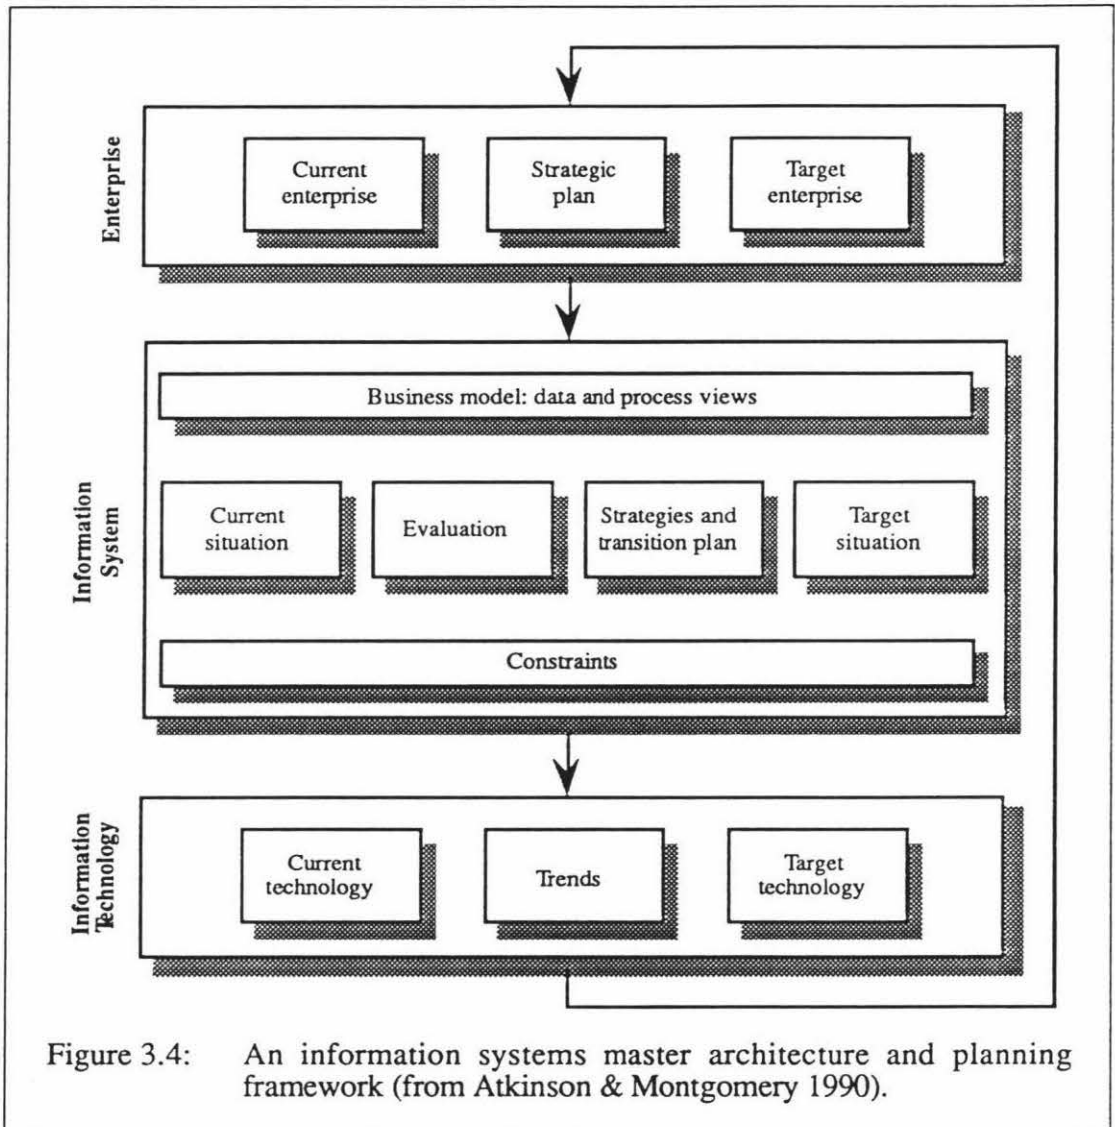 Enterprise
Current
enterprise
Strategic
plan
Target
enterprise
Information
System
Business model: data and process views
Current
situation
Evaluation
Strategies and
transition plan
Target
situation
Constraints
Information
Technology
Current
technology
Trends
Target
technology
Figure 3.4: An information systems master architecture and planning
framework (from Atkinson & Montgomery 1990).